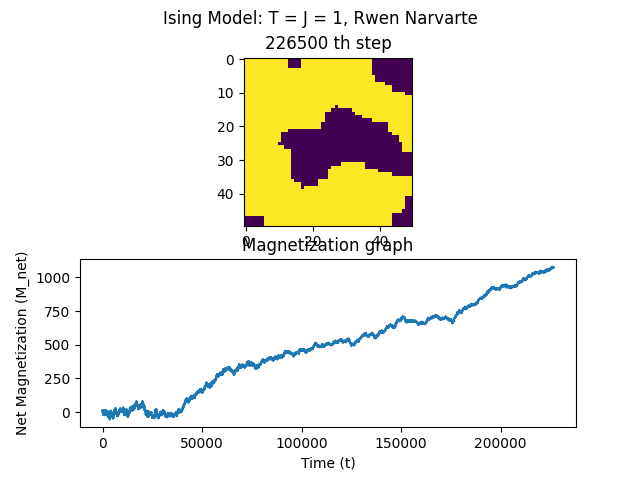 Ising Model: T = J = 1, Rwen Narvarte
226500 th step
0
10
20
30
40
0 20 40
Magnetization graph
Net Magnetization (M_net)
1000
750
500
250
0
0 50000 100000 150000 200000
Time (t)